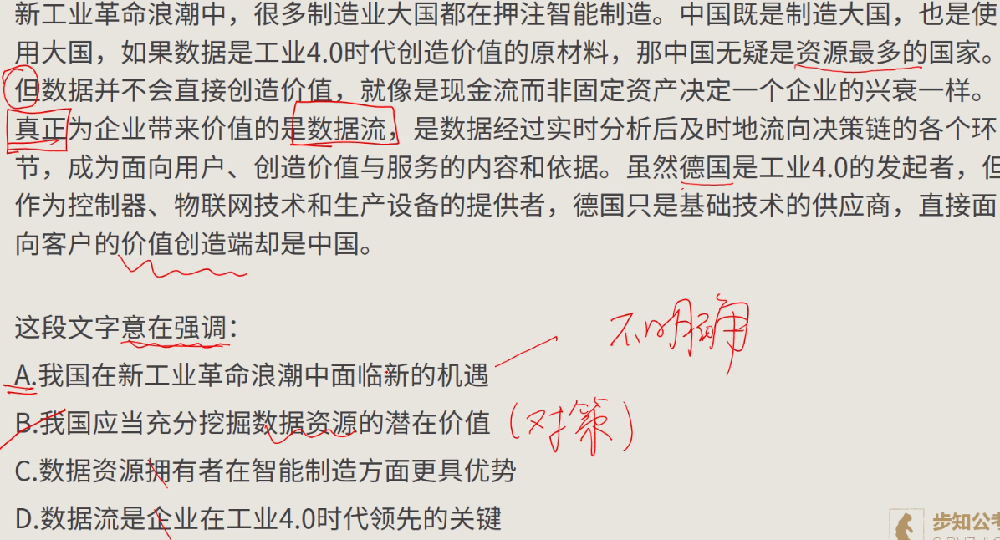 新工业革命浪潮中，很多制造业大国都在押注智能制造。中国既是制造大国，也是使
用大国，如果数据是工业4.0时代创造价值的原材料，那中国无疑是资源最多的国家。
但数据并不会直接创造价值，就像是现金流而非固定资产决定一个企业的兴衰一样。
真正为企业带来价值的是数据流，是数据经过实时分析后及时地流向决策链的各个环
节，成为面向用户、创造价值与服务的内容和依据。虽然德国是工业4.0的发起者，但
作为控制器、物联网技术和生产设备的提供者，德国只是基础技术的供应商，直接面
向客户的价值创造端却是中国。
这段文字意在强调：
不明确
A.我国在新工业革命浪潮中面临新的机遇
B.我国应当充分挖掘数据资源的潜在价值（对策）
C.数据资源拥有者在智能制造方面更具优势
D.数据流是企业在工业4.0时代领先的关键
步知公考